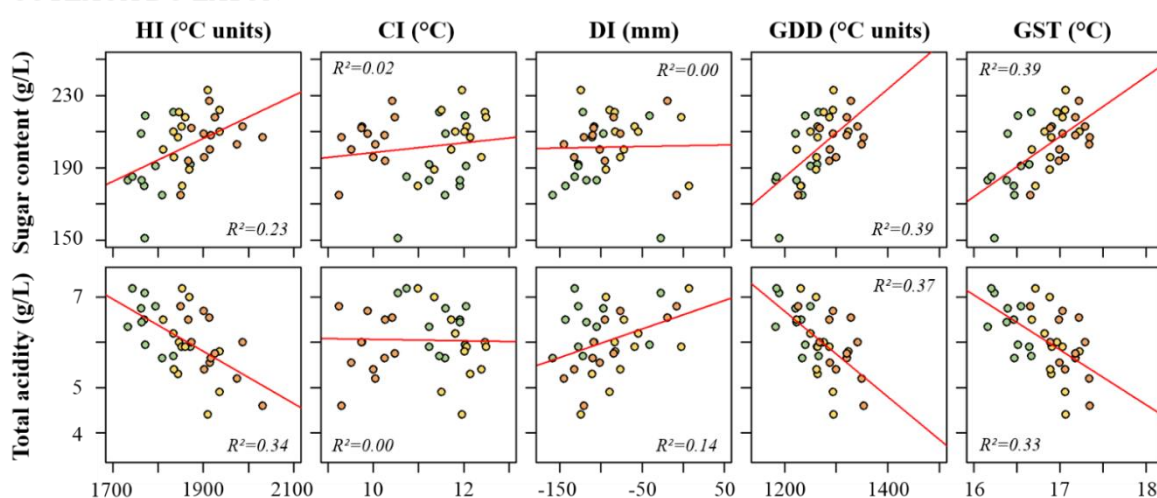 HI (°C units) CI (°C) DI (mm) GDD (°C units) GST (°C)
Sugar content (g/L)
230
190
150
R²=0.23
R²=0.02
R²=0.00
R²=0.39
R²=0.39
Total acidity (g/L)
7
5
4
R²=0.34
R²=0.00
R²=0.14
R²=0.37
R²=0.33
1700 1900 2100 10 12 -150 -50 50 1200 1400 16 17 18